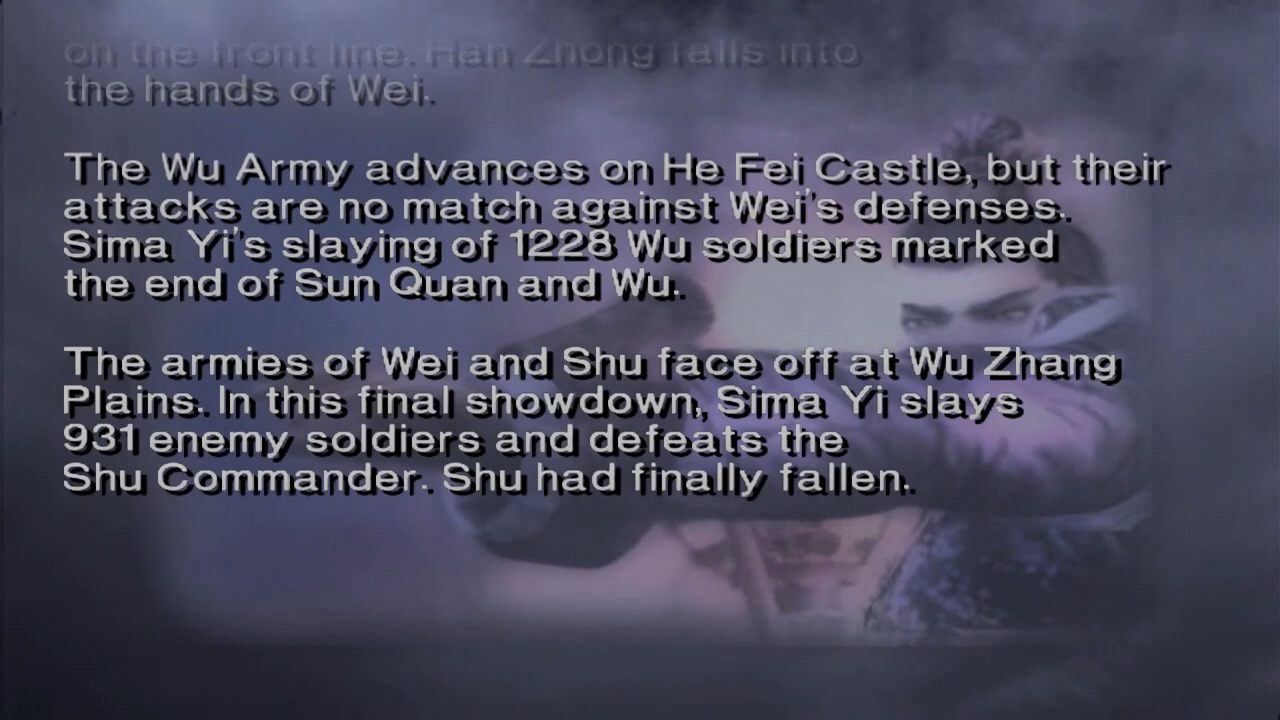 on the front line. Han Zhong falls into
the hands of Wei.
The Wu Army advances on He Fei Castle, but their
attacks are no match against Wei's defenses.
Sima Yi's slaying of 1228 Wu soldiers marked
the end of Sun Quan and Wu.
The armies of Wei and Shu face off at Wu Zhang
Plains. In this final showdown, Sima Yi slays
931 enemy soldiers and defeats the
Shu Commander. Shu had finally fallen.